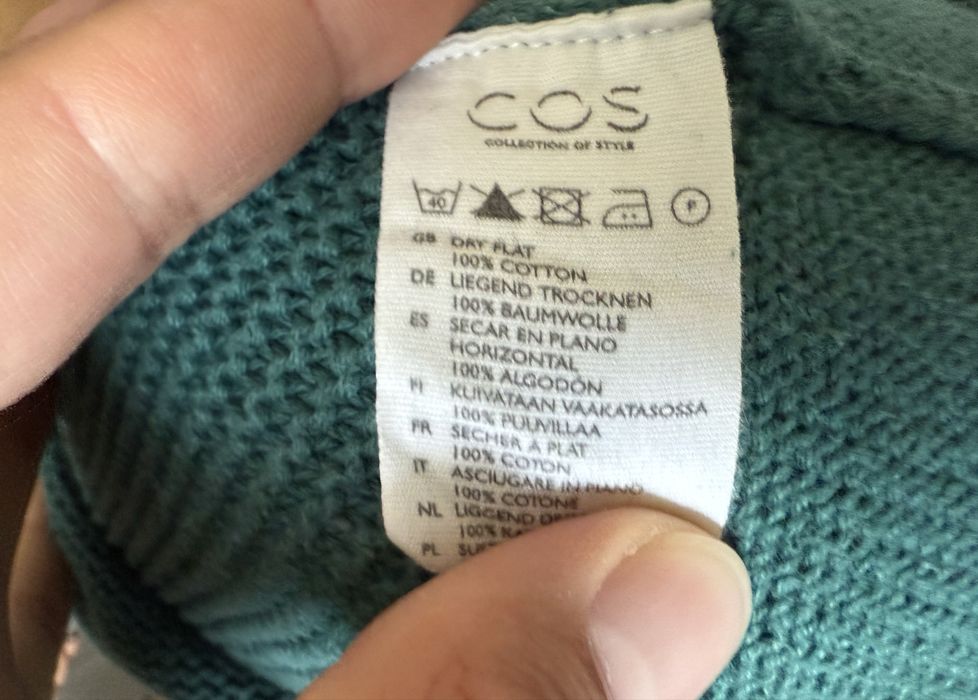 COS
COLLECTION OF STYLE
40 P
GB DRY FLAT
100% COTTON
DE LIEGEND TROCKNEN
100% BAUMWOLLE
ES SECAR EN PLANO
HORIZONTAL
100% ALGODÓN
FI KUIVATAAN VAAKATASOSSA
100% PUUVILLAA
FR SECHER A PLAT
100% COTON
IT ASCIUGARE IN PIANO
100% COTONE
NL LIGGEND
100%
PL